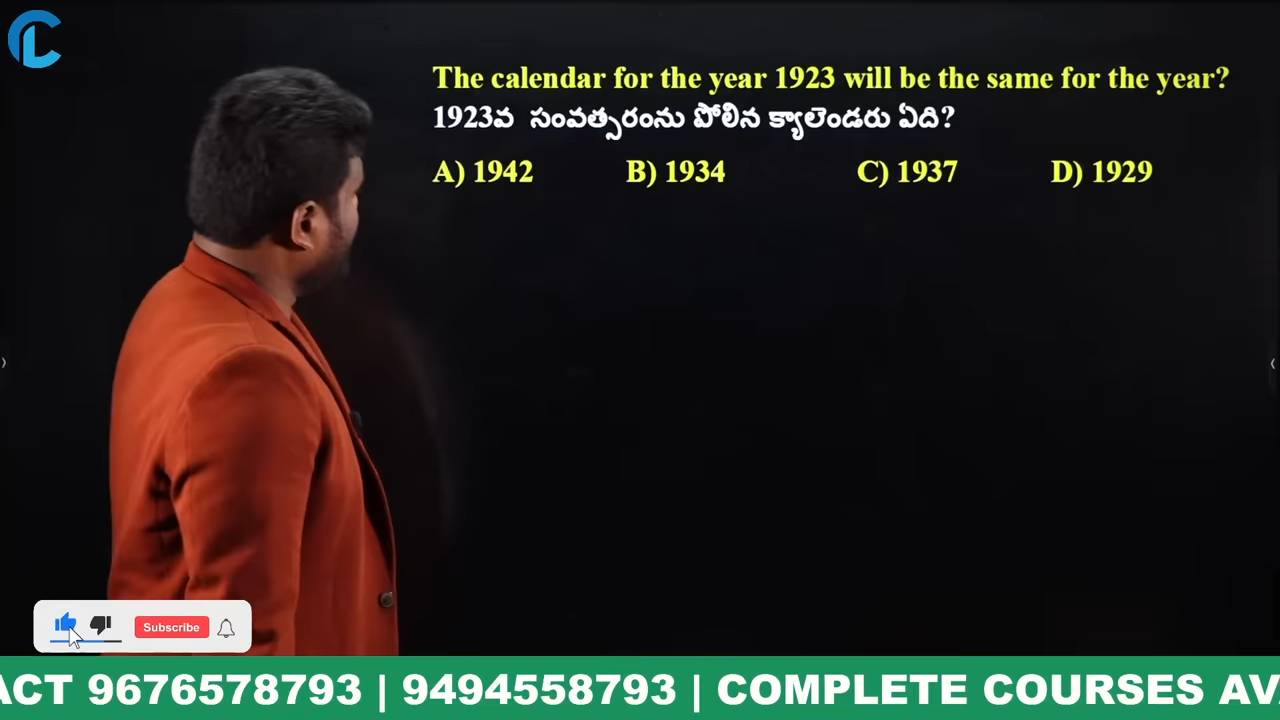 The calendar for the year 1923 will be the same for the year?
1923వ సంవత్సరంను పోలిన క్యాలెండరు ఏది?
A) 1942 B) 1934 C) 1937 D) 1929
Subscribe
ACT 9676578793 | 9494558793 | COMPLETE COURSES AV